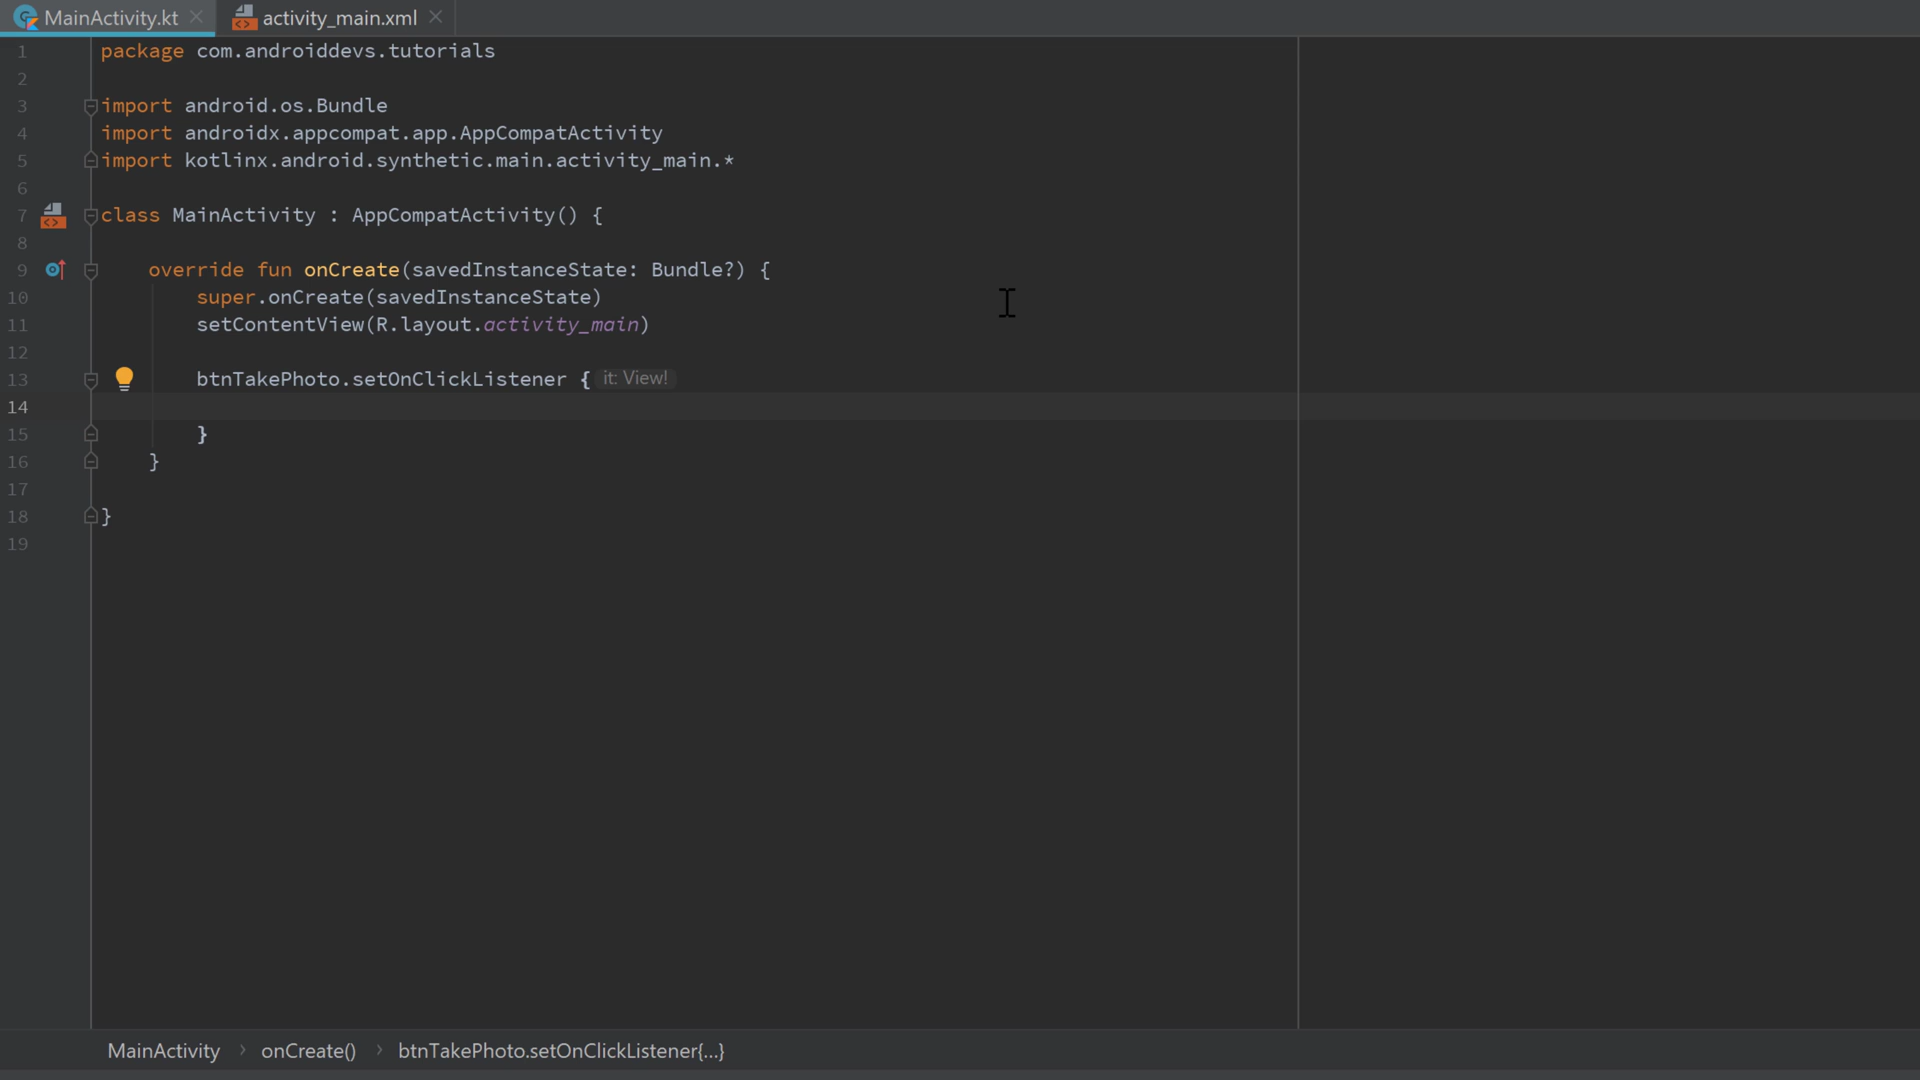 MainActivity.kt
activity_main.xml
1 package com.androiddevs.tutorials
2
3 import android.os.Bundle
4 import androidx.appcompat.app.AppCompatActivity
5 import kotlinx.android.synthetic.main.activity_main.*
6
7 class MainActivity : AppCompatActivity() {
8
9 override fun onCreate(savedInstanceState: Bundle?) {
10 super.onCreate(savedInstanceState)
11 setContentView(R.layout.activity_main)
12
13 btnTakePhoto.setOnClickListener { it: View!
14
15 }
16 }
17
18 }
19
MainActivity › onCreate() › btnTakePhoto.setOnClickListener{...}